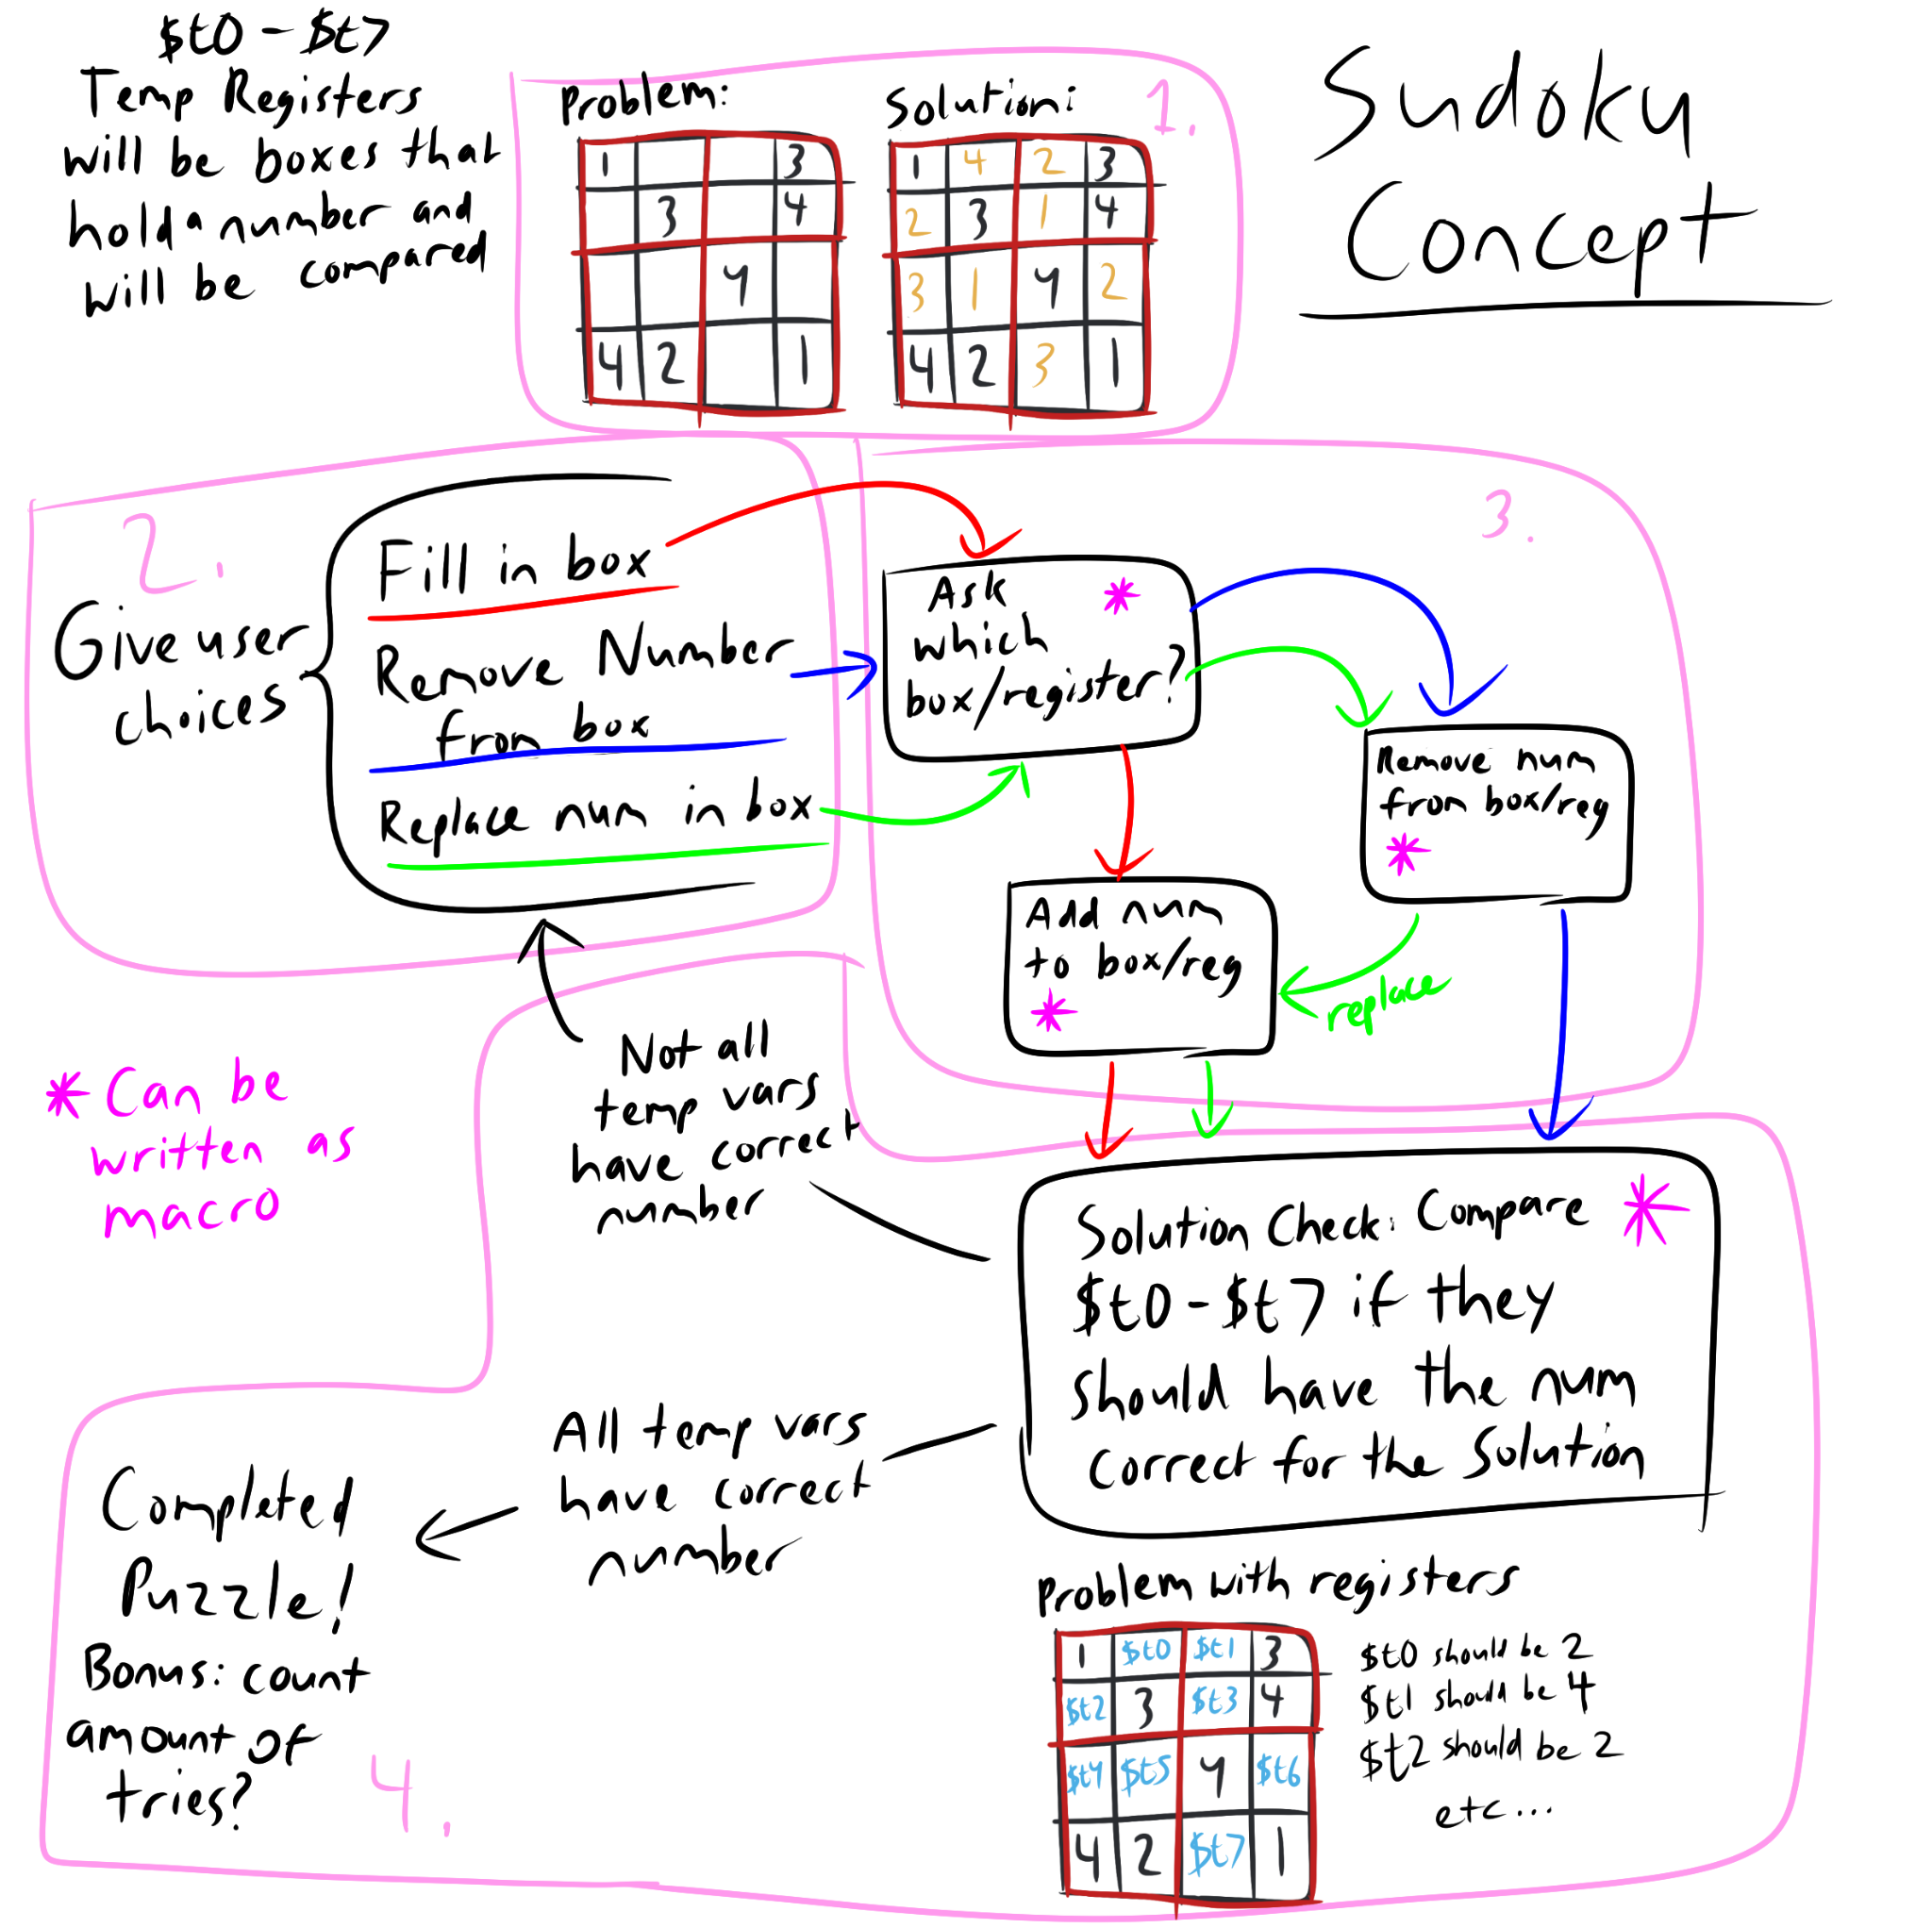 $t0 - $t7
Temp Registers
will be boxes that
hold a number and
will be compared
Problem:
1 3
3 4
4
4 2 1
Solution:
1 4 2 3
2 3 1 4
3 1 4 2
4 2 3 1
1.
Sudoku
Concept
2.
Give user
choices
Fill in box
Remove Number
from box
Replace num in box
3.
Ask *
which
box/register?
Remove num
from box/reg
*
Add num
to box/reg
*
replace
* Can be
written as
macro
Not all
temp vars
have correct
number
Solution Check: Compare *
$t0 - $t7 if they
should have the num
correct for the solution
All temp vars
have correct
number
Completed
Puzzle!
Bonus: count
amount of
tries?
4.
Problem with registers
1 $t0 $t1 3
$t2 3 $t3 4
$t4 $t5 4 $t6
4 2 $t7 1
$t0 should be 2
$t1 should be 4
$t2 should be 2
etc...